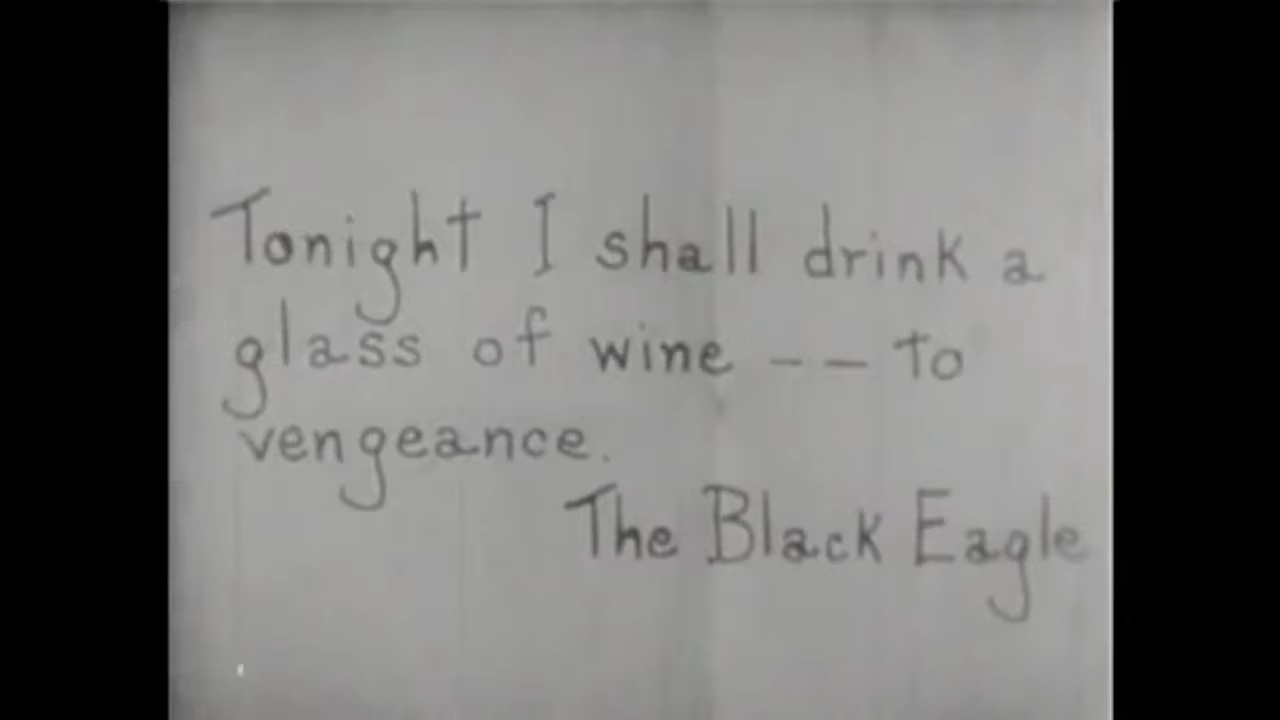 Tonight I shall drink a
glass of wine -- to
vengeance.
The Black Eagle